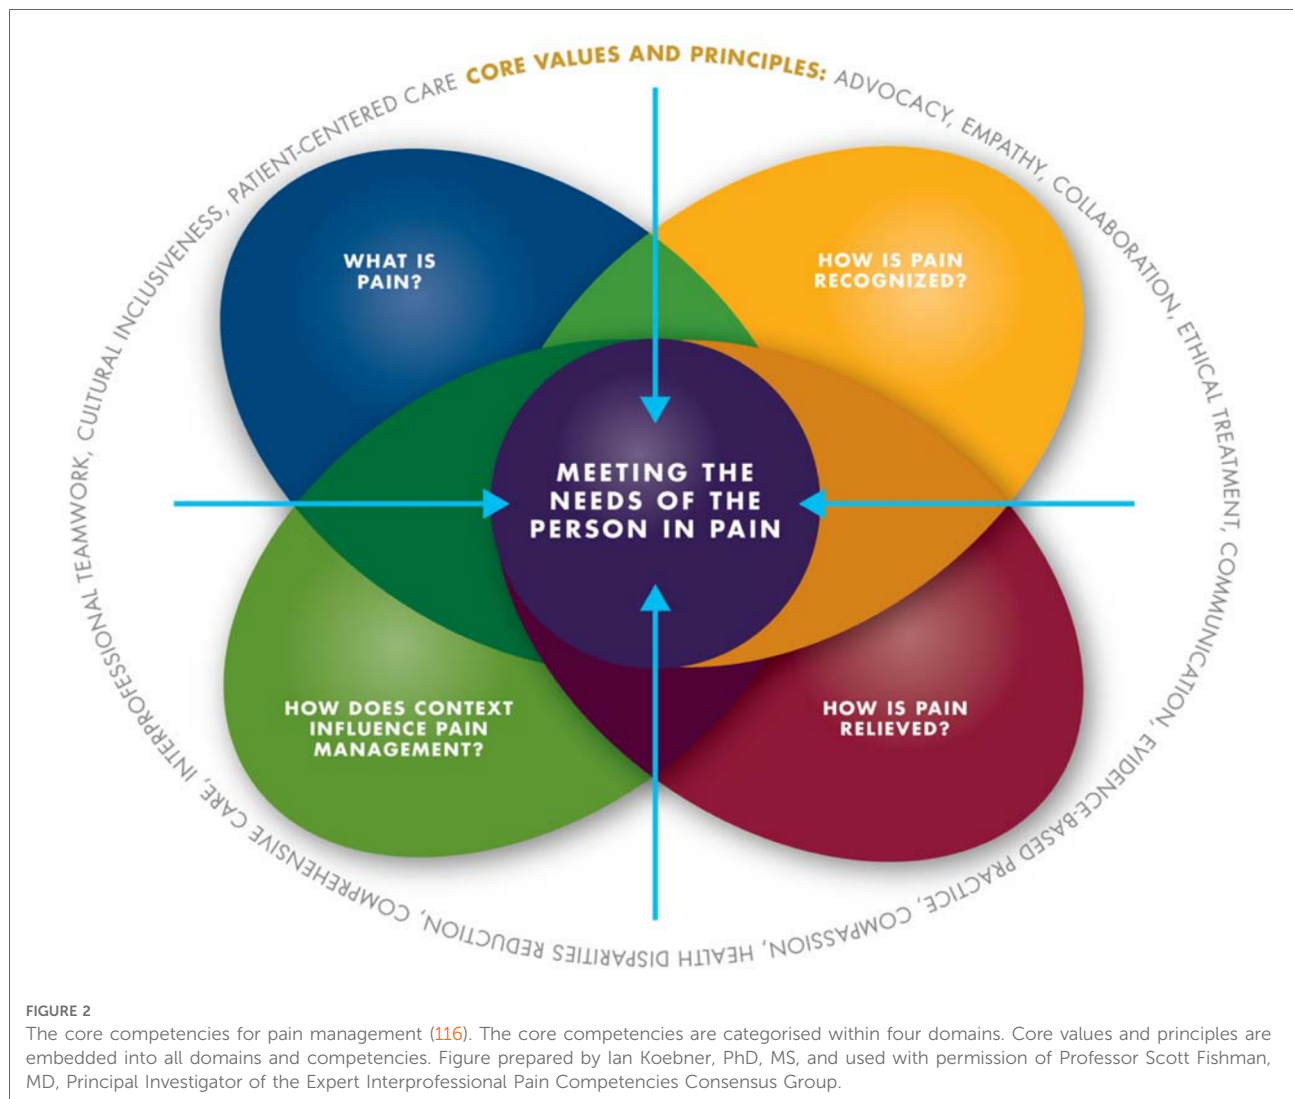 CORE VALUES AND PRINCIPLES: ADVOCACY, EMPATHY, COLLABORATION, ETHICAL TREATMENT, COMMUNICATION, EVIDENCE-BASED PRACTICE, COMPASSION, HEALTH DISPARITIES REDUCTION, COMPREHENSIVE CARE, INTERPROFESSIONAL TEAMWORK, CULTURAL INCLUSIVENESS, PATIENT-CENTERED CARE
WHAT IS
PAIN?
HOW IS PAIN
RECOGNIZED?
MEETING THE
NEEDS OF THE
PERSON IN PAIN
HOW DOES CONTEXT
INFLUENCE PAIN
MANAGEMENT?
HOW IS PAIN
RELIEVED?
FIGURE 2
The core competencies for pain management (116). The core competencies are categorised within four domains. Core values and principles are
embedded into all domains and competencies. Figure prepared by Ian Koebner, PhD, MS, and used with permission of Professor Scott Fishman,
MD, Principal Investigator of the Expert Interprofessional Pain Competencies Consensus Group.